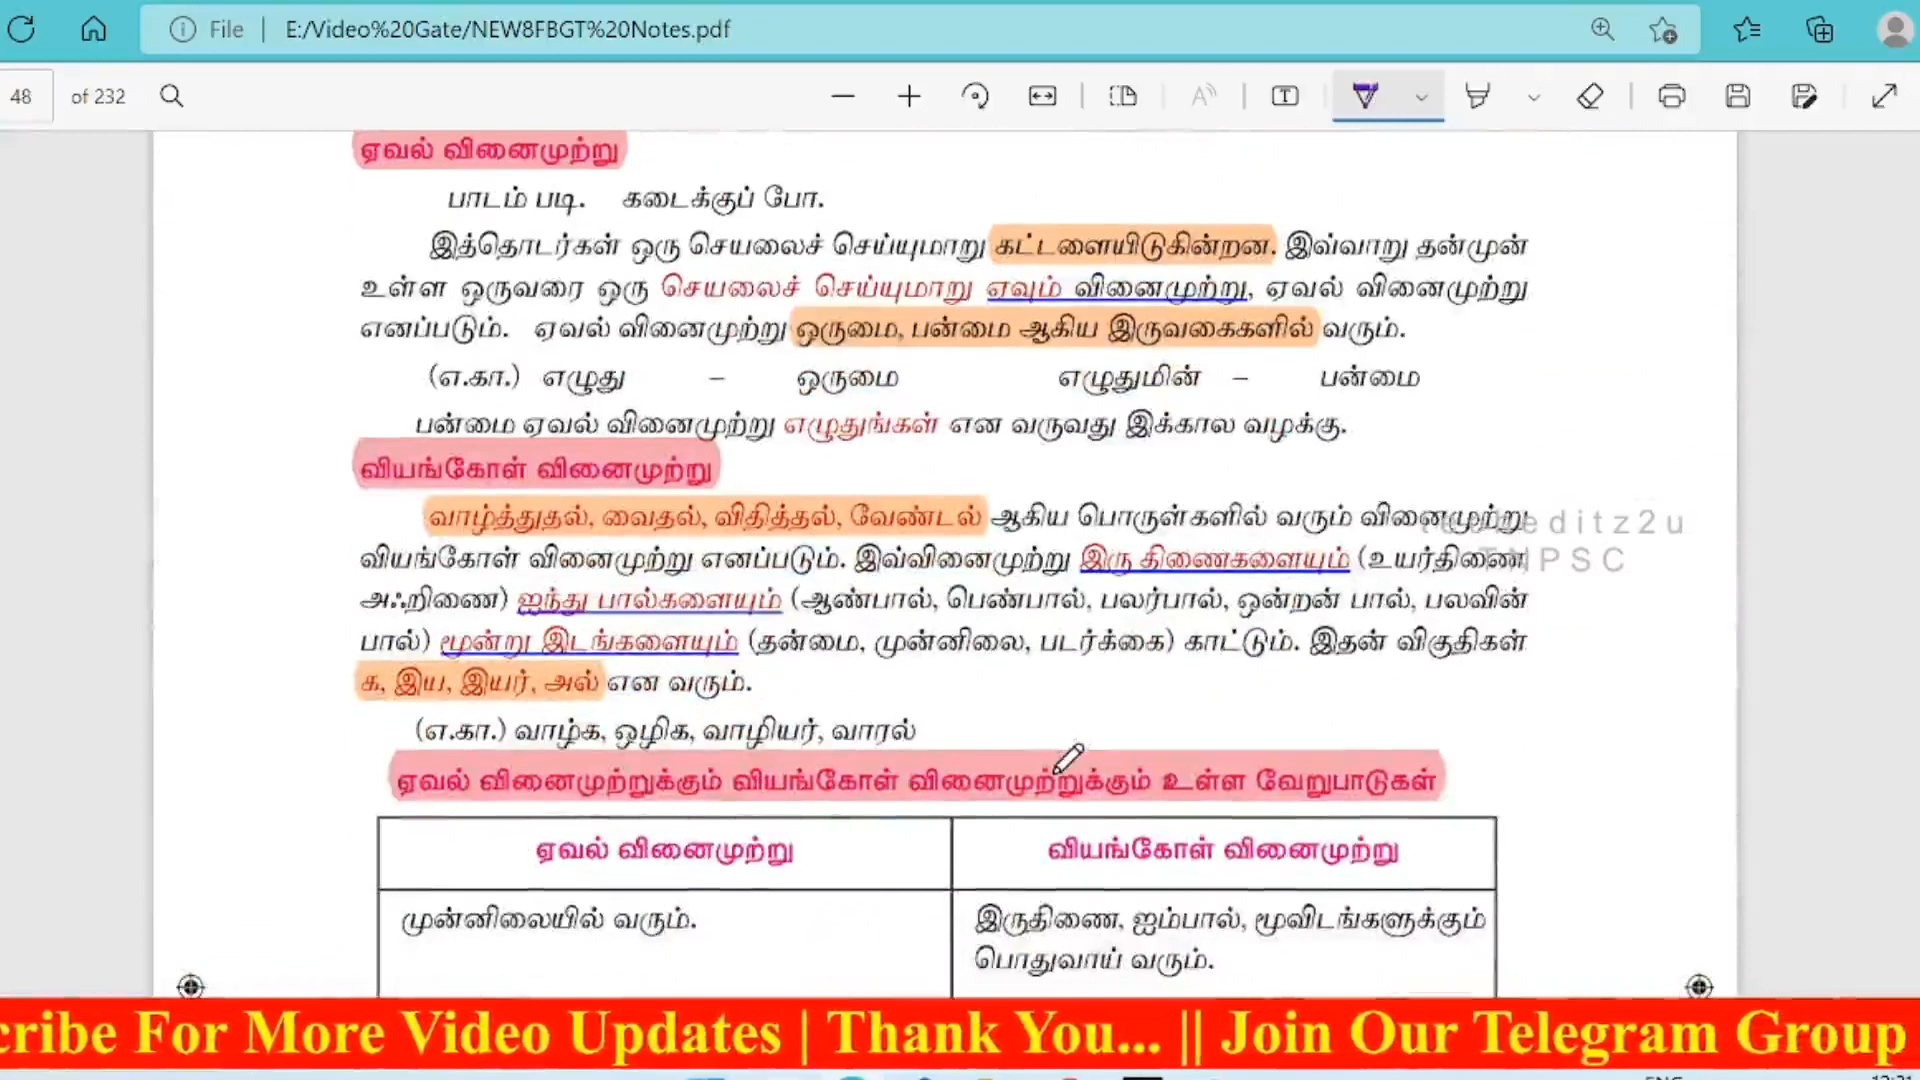 File
E:/Video%20Gate/NEW8FBGT%20Notes.pdf
48 of 232
ஏவல் வினைமுற்று
பாடம் படி. கடைக்குப் போ.
இத்தொடர்கள் ஒரு செயலைச் செய்யுமாறு கட்டளையிடுகின்றன. இவ்வாறு தன்முன்
உள்ள ஒருவரை ஒரு செயலைச் செய்யுமாறு ஏவும் வினைமுற்று, ஏவல் வினைமுற்று
எனப்படும். ஏவல் வினைமுற்று ஒருமை, பன்மை ஆகிய இருவகைகளில் வரும்.
(எ.கா.) எழுது – ஒருமை எழுதுமின் – பன்மை
பன்மை ஏவல் வினைமுற்று எழுதுங்கள் என வருவது இக்கால வழக்கு.
வியங்கோள் வினைமுற்று
வாழ்த்துதல், வைதல், விதித்தல், வேண்டல் ஆகிய பொருள்களில் வரும் வினைமுற்று
வியங்கோள் வினைமுற்று எனப்படும். இவ்வினைமுற்று இரு திணைகளையும் (உயர்திணை,
அஃறிணை) ஐந்து பால்களையும் (ஆண்பால், பெண்பால், பலர்பால், ஒன்றன் பால், பலவின்
பால்) மூன்று இடங்களையும் (தன்மை, முன்னிலை, படர்க்கை) காட்டும். இதன் விகுதிகள்
க, இய, இயர், அல் என வரும்.
(எ.கா.) வாழ்க, ஒழிக, வாழியர், வாரல்
ஏவல் வினைமுற்றுக்கும் வியங்கோள் வினைமுற்றுக்கும் உள்ள வேறுபாடுகள்
ஏவல் வினைமுற்று
வியங்கோள் வினைமுற்று
முன்னிலையில் வரும்.
இருதிணை, ஐம்பால், மூவிடங்களுக்கும்
பொதுவாய் வரும்.
TNPSC
cribe For More Video Updates | Thank You... || Join Our Telegram Group